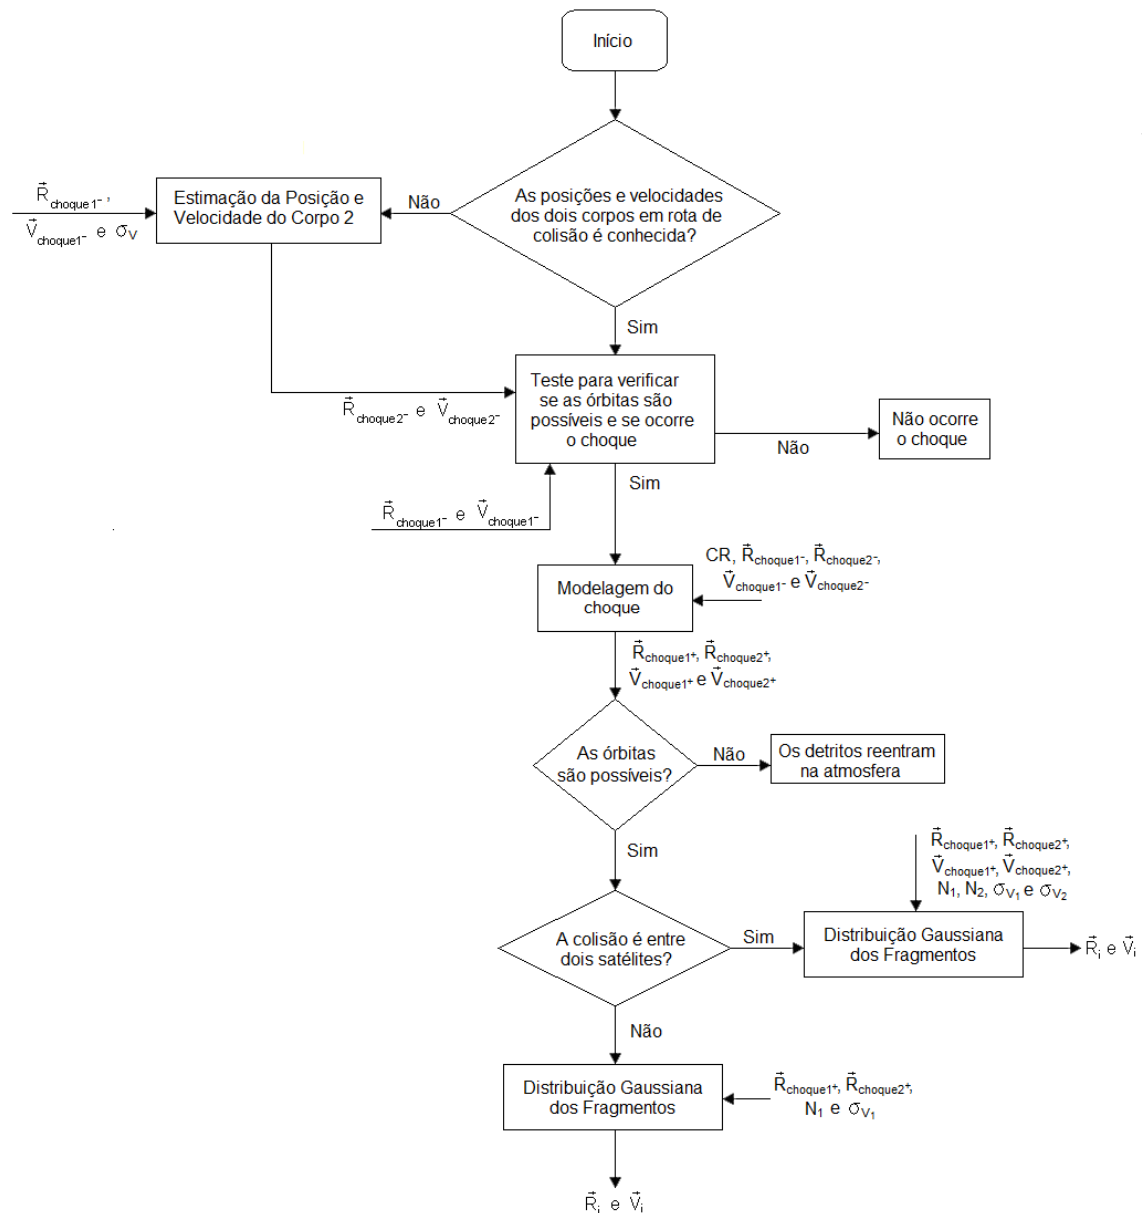 Início
As posições e velocidades
dos dois corpos em rota de
colisão é conhecida?
Não
Sim
R⃗choque1⁻,
V⃗choque1⁻ e σV
Estimação da Posição e
Velocidade do Corpo 2
R⃗choque2⁻ e V⃗choque2⁻
Teste para verificar
se as órbitas são
possíveis e se ocorre
o choque
Não
Não ocorre
o choque
Sim
R⃗choque1⁻ e V⃗choque1⁻
CR, R⃗choque1⁻, R⃗choque2⁻,
V⃗choque1⁻ e V⃗choque2⁻
Modelagem do
choque
R⃗choque1⁺, R⃗choque2⁺,
V⃗choque1⁺ e V⃗choque2⁺
As órbitas
são possíveis?
Não
Os detritos reentram
na atmosfera
Sim
R⃗choque1⁺, R⃗choque2⁺,
V⃗choque1⁺, V⃗choque2⁺,
N₁, N₂, σV₁ e σV₂
A colisão é entre
dois satélites?
Sim
Distribuição Gaussiana
dos Fragmentos
R⃗i e V⃗i
Não
Distribuição Gaussiana
dos Fragmentos
R⃗choque1⁺, R⃗choque2⁺,
N₁ e σV₁
R⃗i e V⃗i